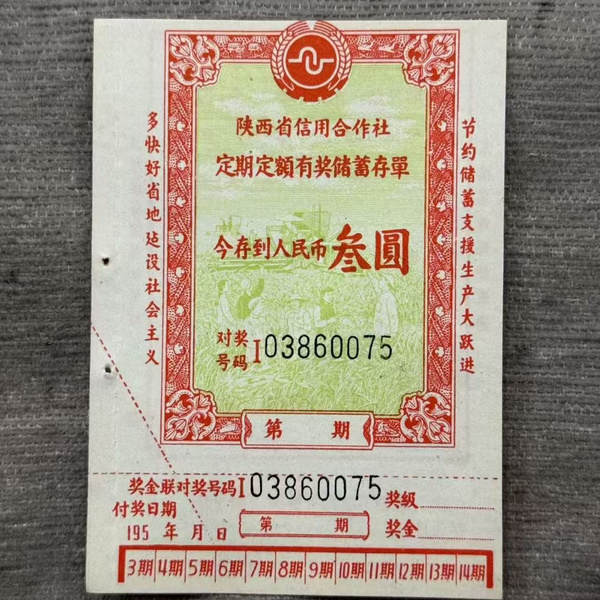 陕西省信用合作社
定期定額有奖储蓄存單
多快好省地建设社会主义
节约储蓄支援生产大跃进
今存到人民币叁圓
对奖号码I03860075
第 期
奖金联对奖号码I03860075
奖级
付奖日期
195 年 月 日
第 期
奖金
3期 4期 5期 6期 7期 8期 9期 10期 11期 12期 13期 14期